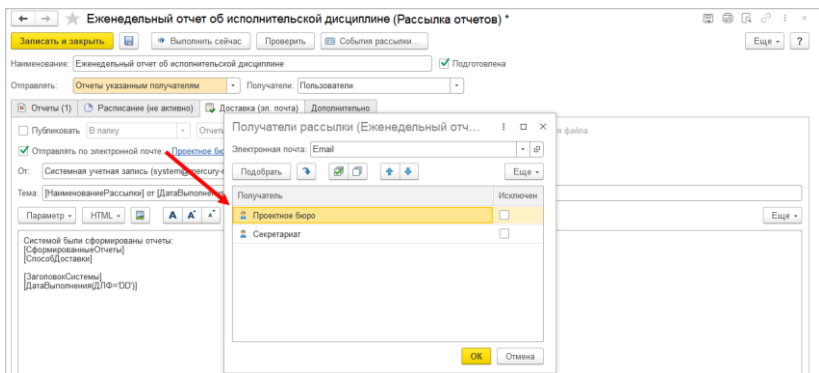 Еженедельный отчет об исполнительской дисциплине (Рассылка отчетов) *
Записать и закрыть Выполнить сейчас Проверить События рассылки... Еще ?
Наименование: Еженедельный отчет об исполнительской дисциплине Подготовлена
Отправлять: Отчеты указанным получателям Получатели: Пользователи
Отчеты (1) Расписание (не активно) Доставка (эл. почта) Дополнительно
Публиковать В папку Отчеты файла
Получатели рассылки (Еженедельный отч...
Отправлять по электронной почте: Проектное бю
Электронная почта: Email
От: Системная учетная запись (system@mercury-
Подобрать Еще
Тема: [НаименованиеРассылки] от [ДатаВыполнения
Получатель Исключен
Параметр HTML A A A Еще
Проектное бюро
Секретариат
Системой были сформированы отчеты:
[СформированныеОтчеты]
[СпособДоставки]
[ЗаголовокСистемы]
[ДатаВыполнения(ДЛФ='DD')]
ОК Отмена